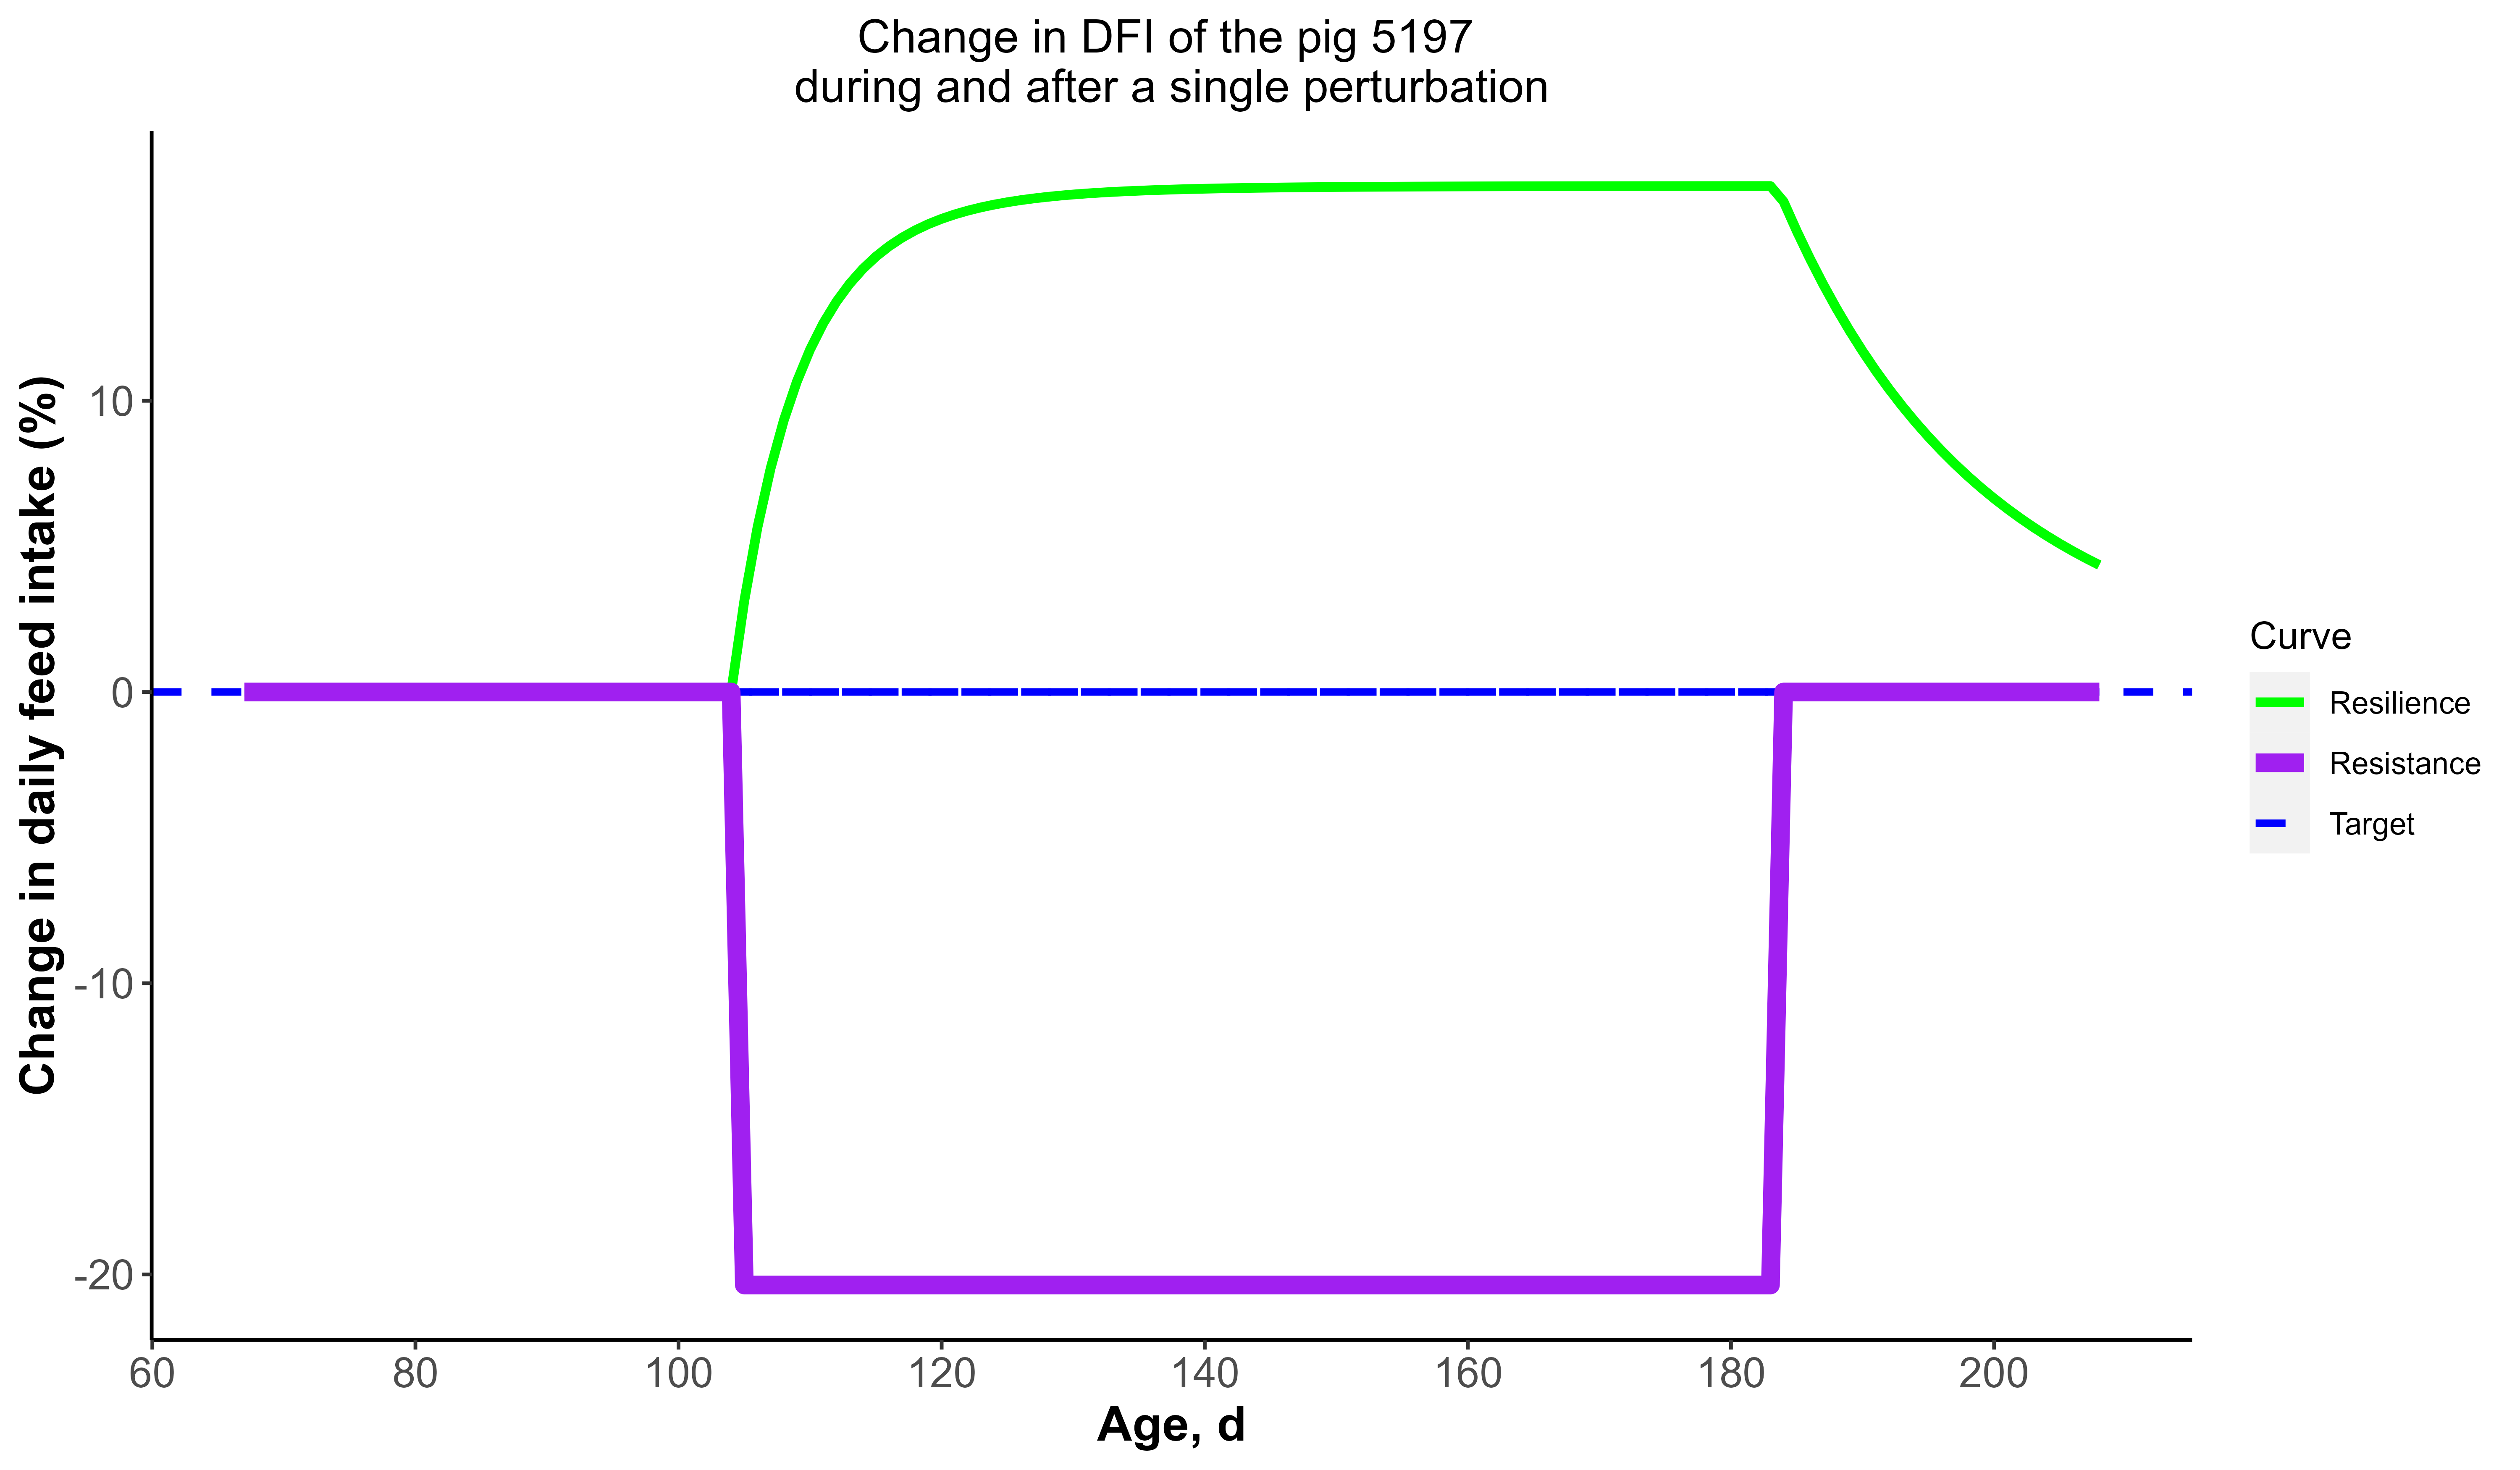 Change in DFI of the pig 5197
during and after a single perturbation
Change in daily feed intake (%)
10
0
-10
-20
60 80 100 120 140 160 180 200
Age, d
Curve
Resilience
Resistance
Target